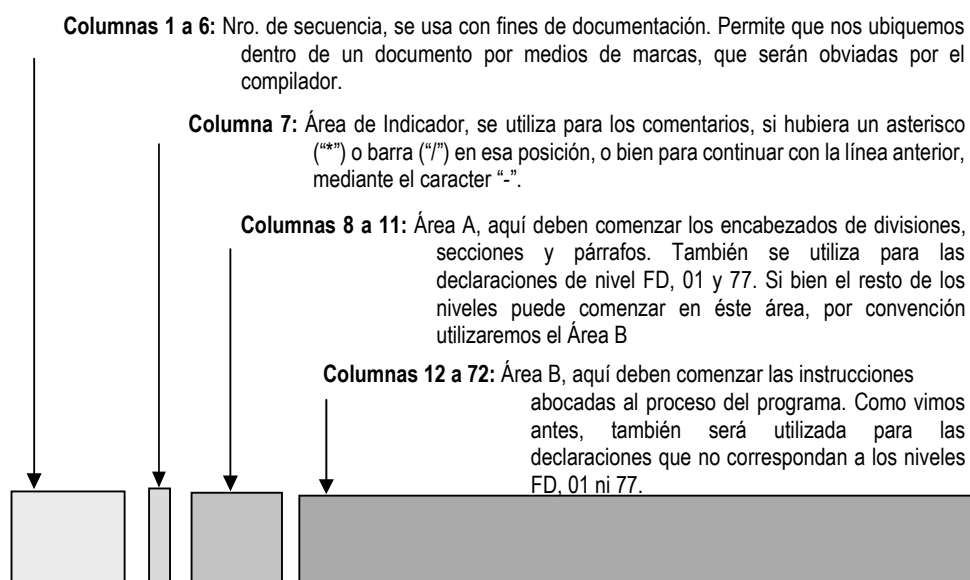 Columnas 1 a 6: Nro. de secuencia, se usa con fines de documentación. Permite que nos ubiquemos
dentro de un documento por medios de marcas, que serán obviadas por el
compilador.
Columna 7: Área de Indicador, se utiliza para los comentarios, si hubiera un asterisco
(“*”) o barra (“/”) en esa posición, o bien para continuar con la línea anterior,
mediante el caracter “-”.
Columnas 8 a 11: Área A, aquí deben comenzar los encabezados de divisiones,
secciones y párrafos. También se utiliza para las
declaraciones de nivel FD, 01 y 77. Si bien el resto de los
niveles puede comenzar en éste área, por convención
utilizaremos el Área B
Columnas 12 a 72: Área B, aquí deben comenzar las instrucciones
abocadas al proceso del programa. Como vimos
antes, también será utilizada para las
declaraciones que no correspondan a los niveles
FD, 01 ni 77.